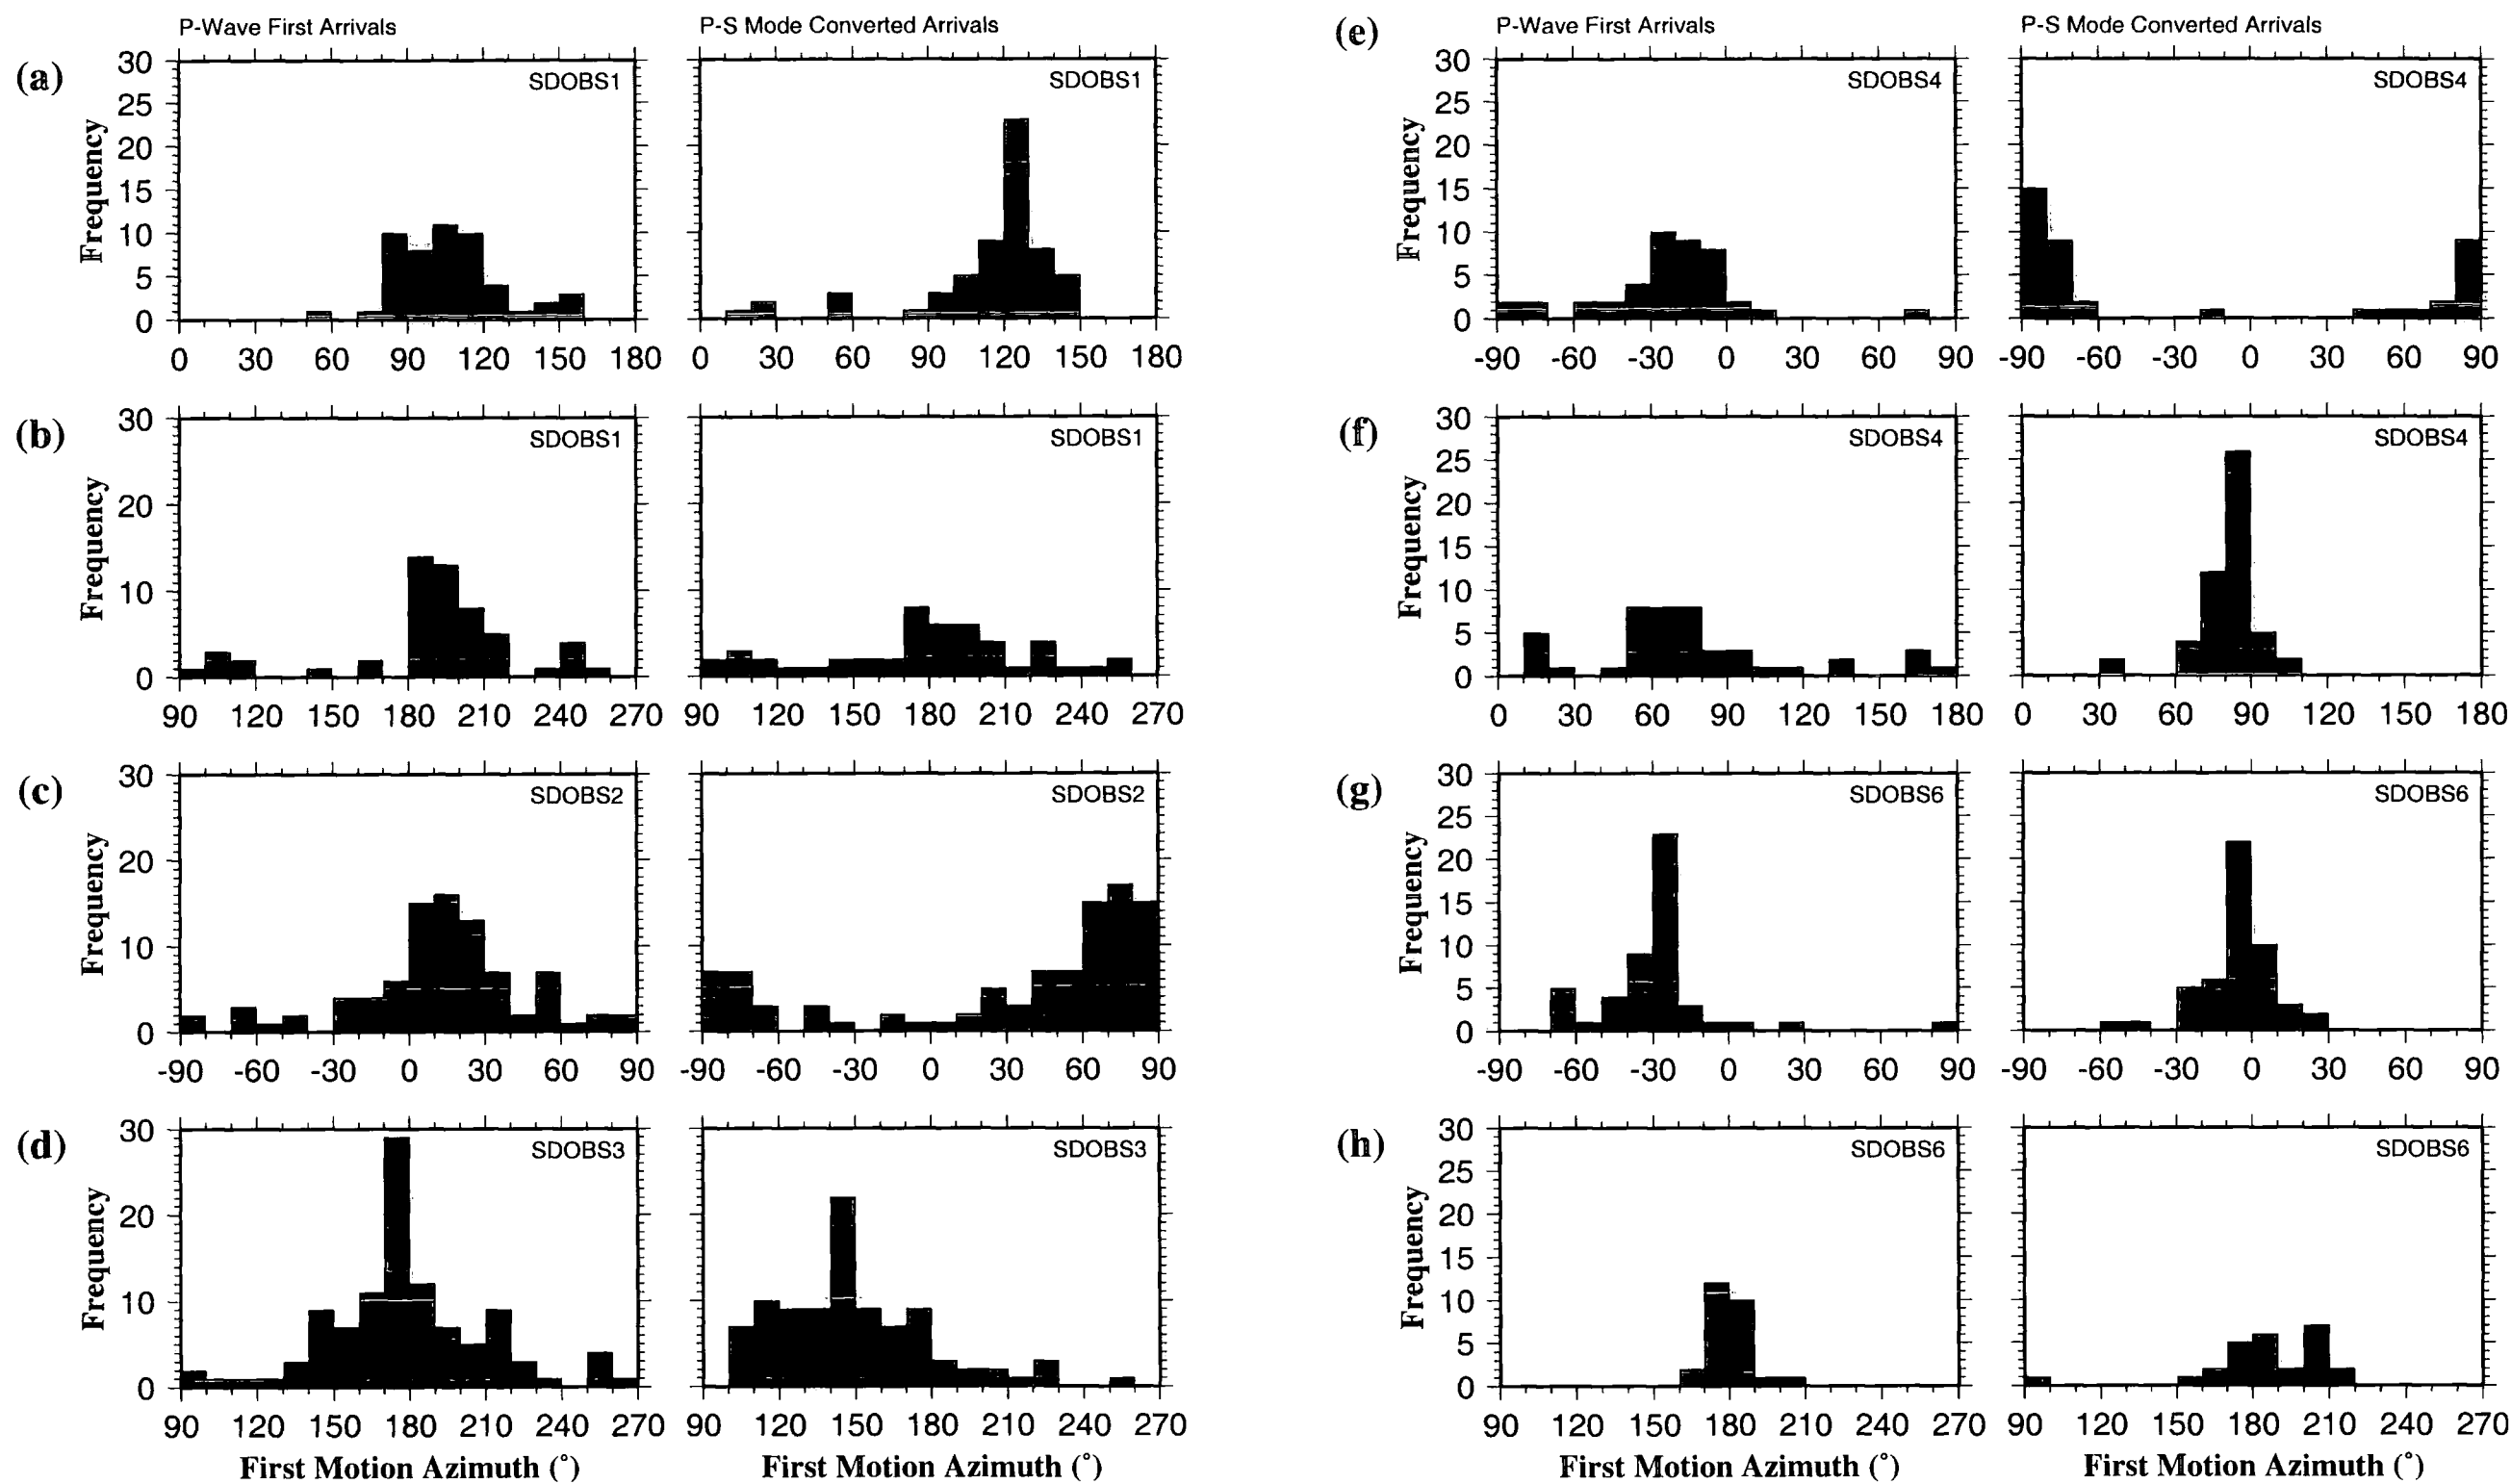 P-Wave First Arrivals P-S Mode Converted Arrivals
(a) SDOBS1 SDOBS1
Frequency
30
25
20
15
10
5
0
0 30 60 90 120 150 180 0 30 60 90 120 150 180
(b) SDOBS1 SDOBS1
Frequency
30
20
10
0
90 120 150 180 210 240 270 90 120 150 180 210 240 270
(c) SDOBS2 SDOBS2
Frequency
30
20
10
0
-90 -60 -30 0 30 60 90 -90 -60 -30 0 30 60 90
(d) SDOBS3 SDOBS3
Frequency
30
20
10
0
90 120 150 180 210 240 270 90 120 150 180 210 240 270
First Motion Azimuth (°) First Motion Azimuth (°)
P-Wave First Arrivals P-S Mode Converted Arrivals
(e) SDOBS4 SDOBS4
Frequency
30
25
20
15
10
5
0
-90 -60 -30 0 30 60 90 -90 -60 -30 0 30 60 90
(f) SDOBS4 SDOBS4
Frequency
30
25
20
15
10
5
0
0 30 60 90 120 150 180 0 30 60 90 120 150 180
(g) SDOBS6 SDOBS6
Frequency
30
25
20
15
10
5
0
-90 -60 -30 0 30 60 90 -90 -60 -30 0 30 60 90
(h) SDOBS6 SDOBS6
Frequency
30
25
20
15
10
5
0
90 120 150 180 210 240 270 90 120 150 180 210 240 270
First Motion Azimuth (°) First Motion Azimuth (°)